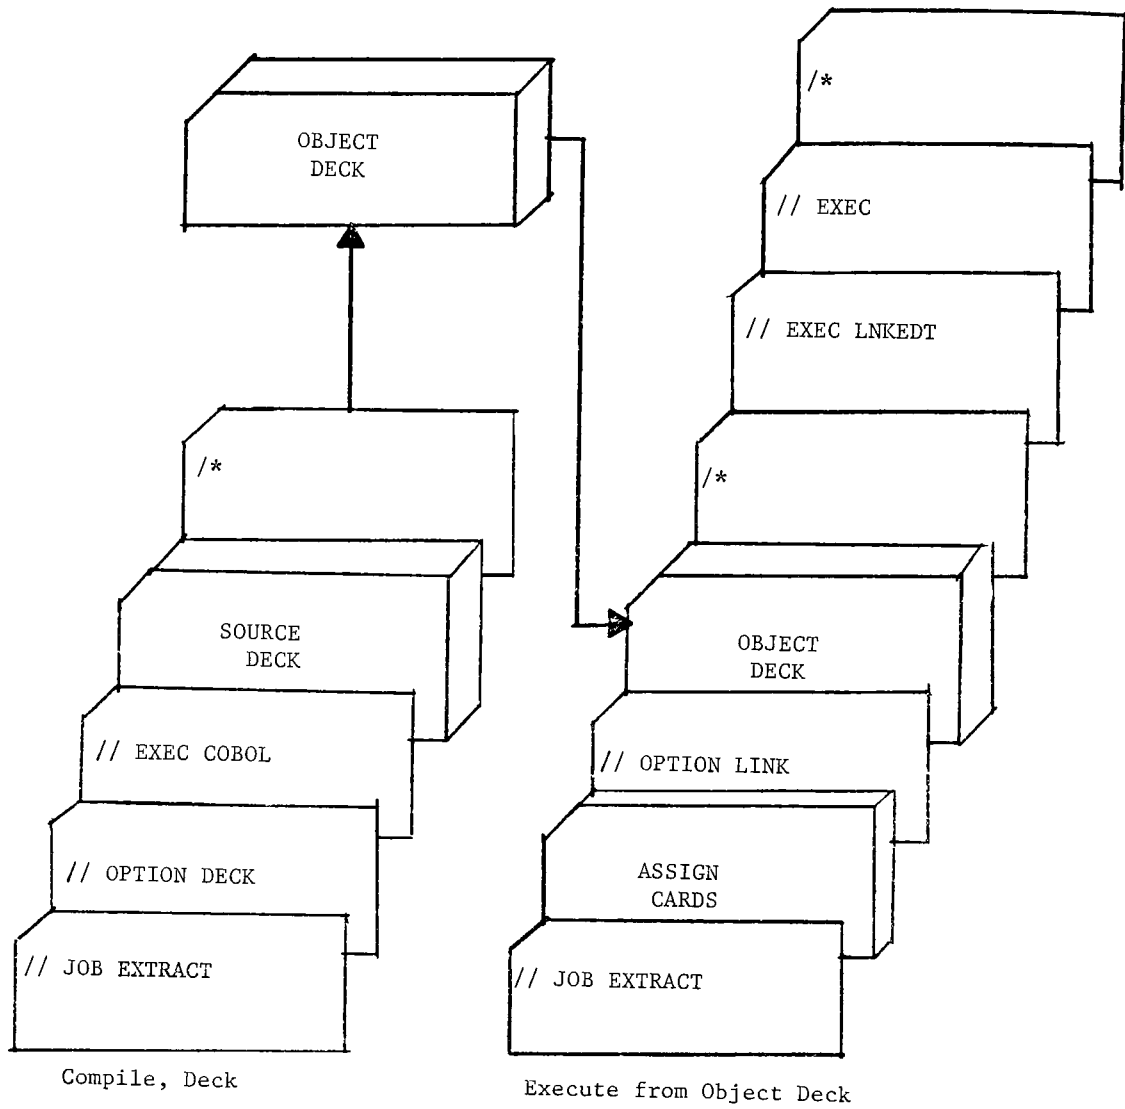 OBJECT
DECK
/*
SOURCE
DECK
// EXEC COBOL
// OPTION DECK
// JOB EXTRACT
Compile, Deck
/*
// EXEC
// EXEC LNKEDT
/*
OBJECT
DECK
// OPTION LINK
ASSIGN
CARDS
// JOB EXTRACT
Execute from Object Deck